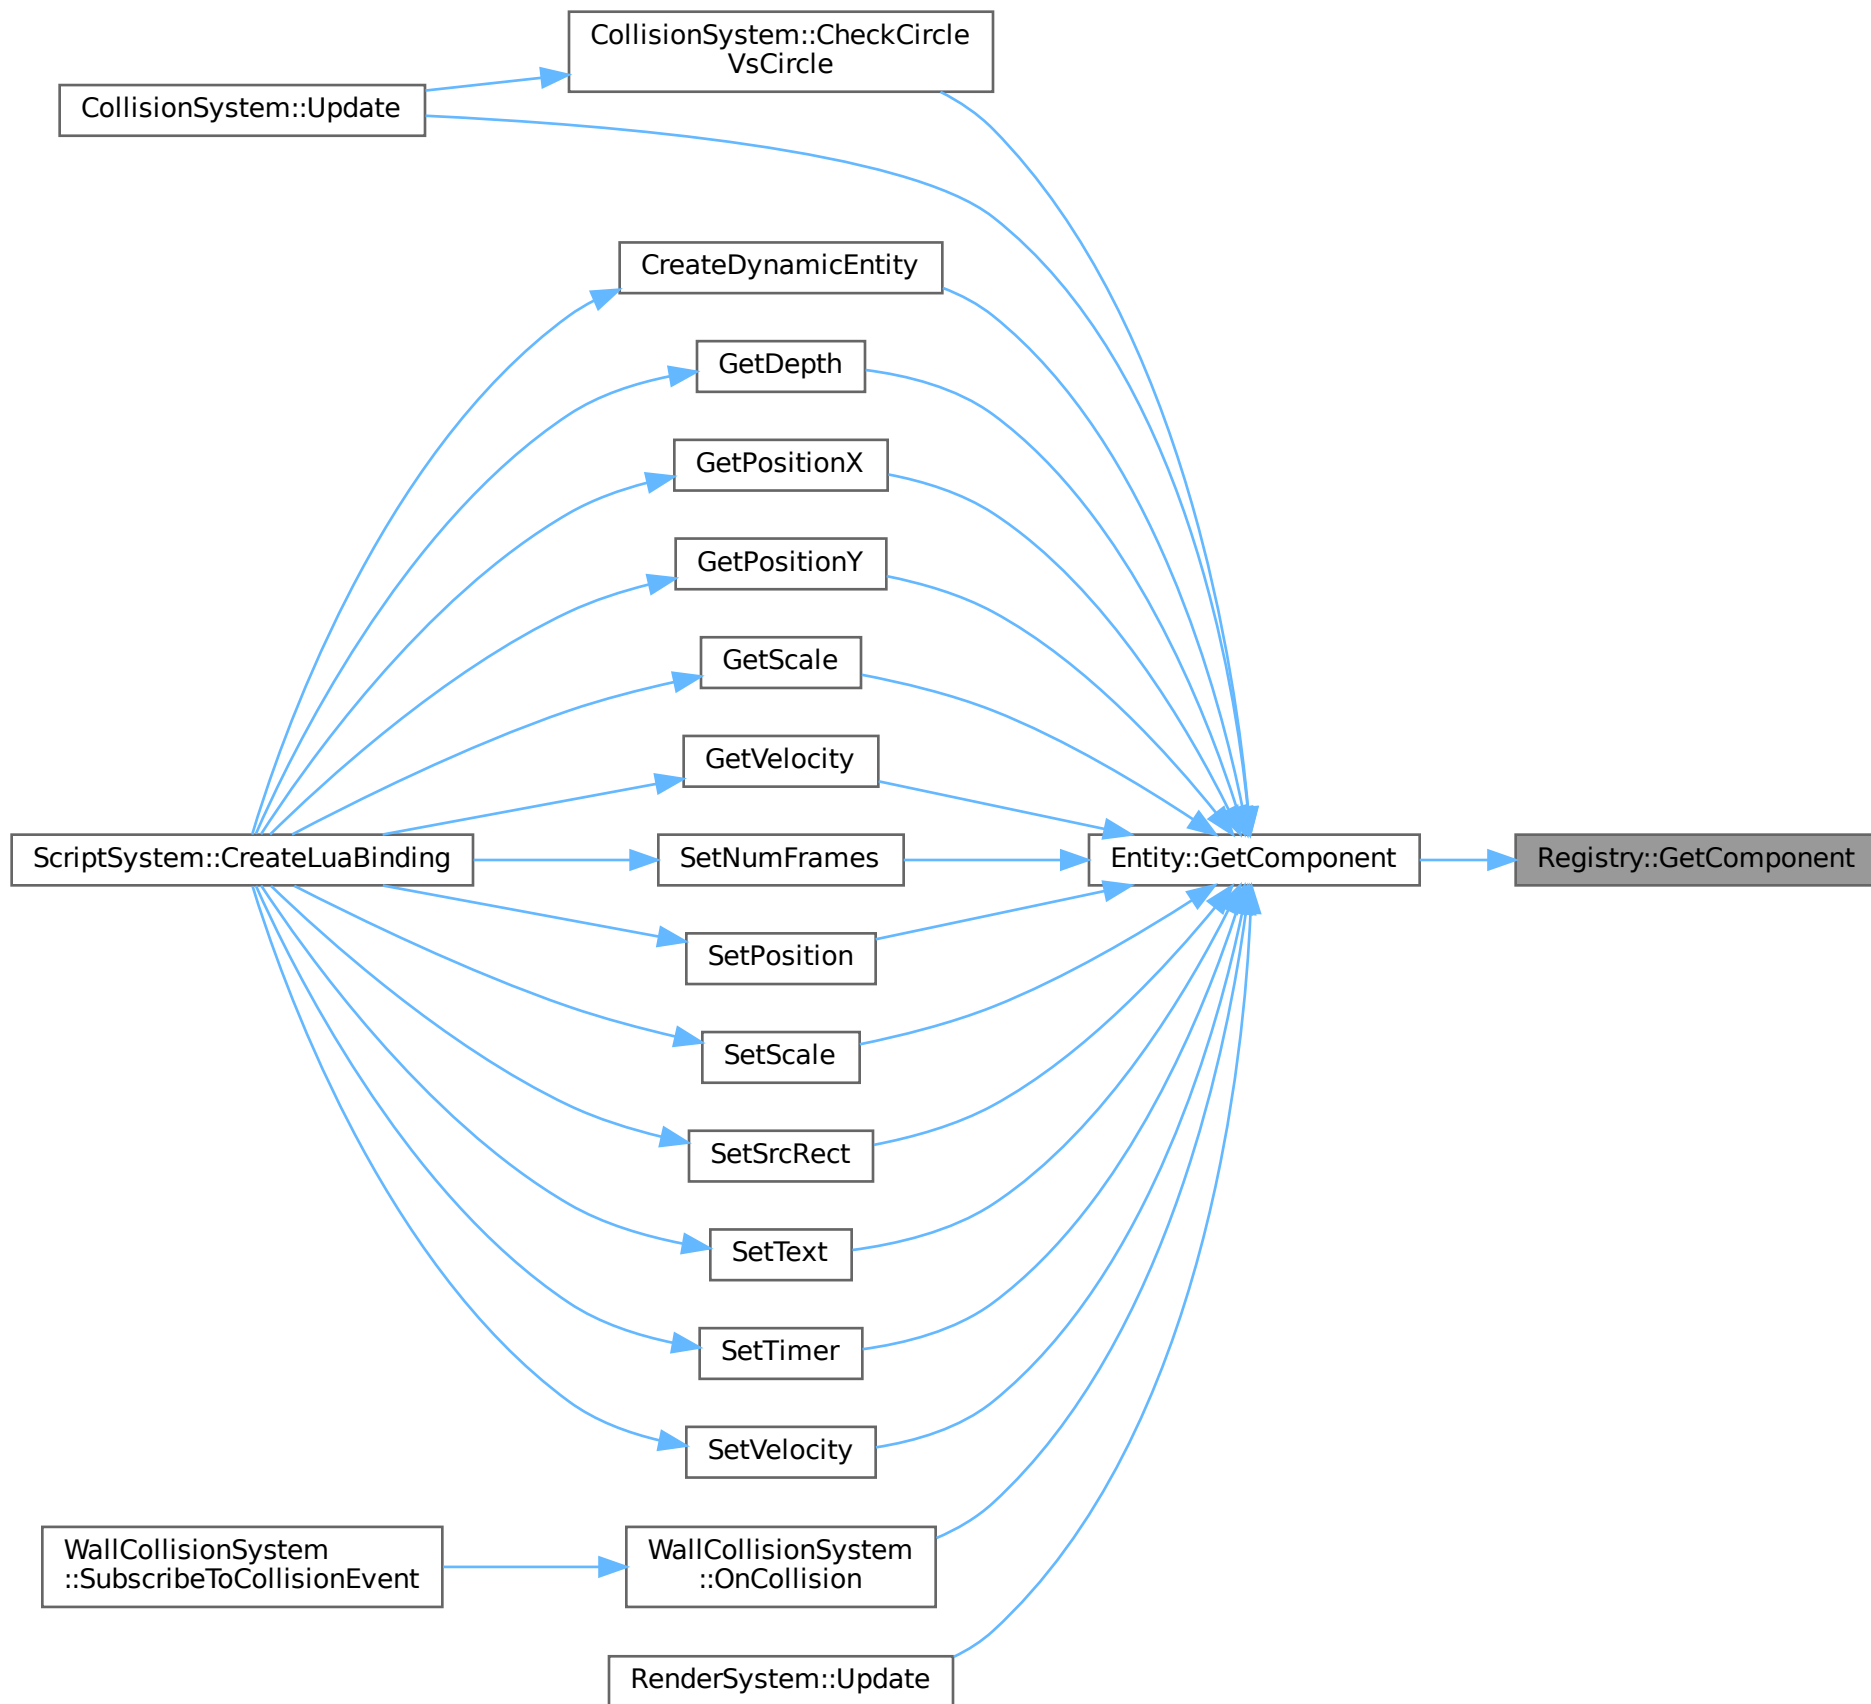 CollisionSystem::CheckCircle
VsCircle
CollisionSystem::Update
CreateDynamicEntity
GetDepth
GetPositionX
GetPositionY
GetScale
GetVelocity
ScriptSystem::CreateLuaBinding
SetNumFrames
Entity::GetComponent
Registry::GetComponent
SetPosition
SetScale
SetSrcRect
SetText
SetTimer
SetVelocity
WallCollisionSystem
::SubscribeToCollisionEvent
WallCollisionSystem
::OnCollision
RenderSystem::Update